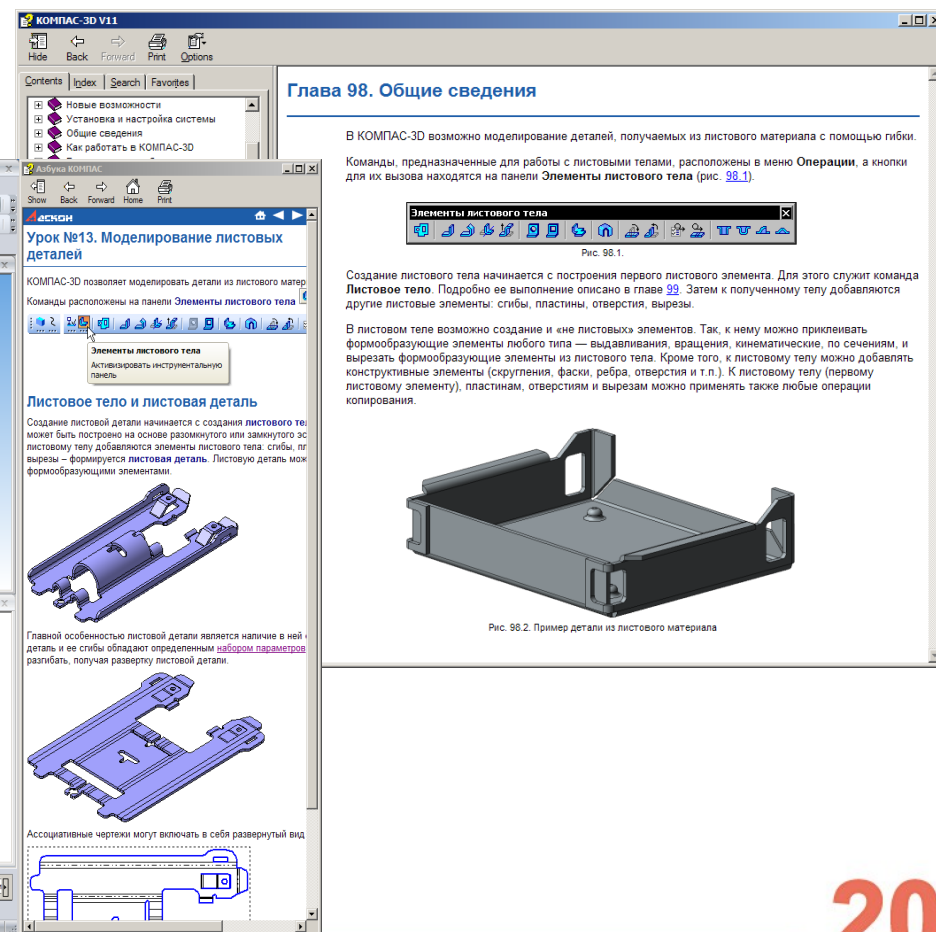 КОМПАС-3D V11
Hide Back Forward Print Options
Contents Index Search Favorites
Новые возможности
Установка и настройка системы
Общие сведения
Как работать в КОМПАС-3D
Глава 98. Общие сведения
В КОМПАС-3D возможно моделирование деталей, получаемых из листового материала с помощью гибки.
Команды, предназначенные для работы с листовыми телами, расположены в меню Операции, а кнопки
для их вызова находятся на панели Элементы листового тела (рис. 98.1).
Элементы листового тела
Рис. 98.1.
Создание листового тела начинается с построения первого листового элемента. Для этого служит команда
Листовое тело. Подробно ее выполнение описано в главе 99. Затем к полученному телу добавляются
другие листовые элементы: сгибы, пластины, отверстия, вырезы.
В листовом теле возможно создание и «не листовых» элементов. Так, к нему можно приклеивать
формообразующие элементы любого типа — выдавливания, вращения, кинематические, по сечениям, и
вырезать формообразующие элементы из листового тела. Кроме того, к листовому телу можно добавлять
конструктивные элементы (скругления, фаски, ребра, отверстия и т.п.). К листовому телу (первому
листовому элементу), пластинам, отверстиям и вырезам можно применять также любые операции
копирования.
Рис. 98.2. Пример детали из листового материала
Азбука КОМПАС
Show Back Forward Home Print
Аскон
Урок №13. Моделирование листовых
деталей
КОМПАС-3D позволяет моделировать детали из листового матер
Команды расположены на панели Элементы листового тела
Элементы листового тела
Активизировать инструментальную
панель
Листовое тело и листовая деталь
Создание листовой детали начинается с создания листового те
может быть построено на основе разомкнутого или замкнутого эс
листовому телу добавляются элементы листового тела: сгибы, пл
вырезы – формируется листовая деталь. Листовую деталь мож
формообразующими элементами.
Главной особенностью листовой детали является наличие в ней
деталь и ее сгибы обладают определенным набором параметров
разгибать, получая развертку листовой детали.
Ассоциативные чертежи могут включать в себя развернутый вид
20